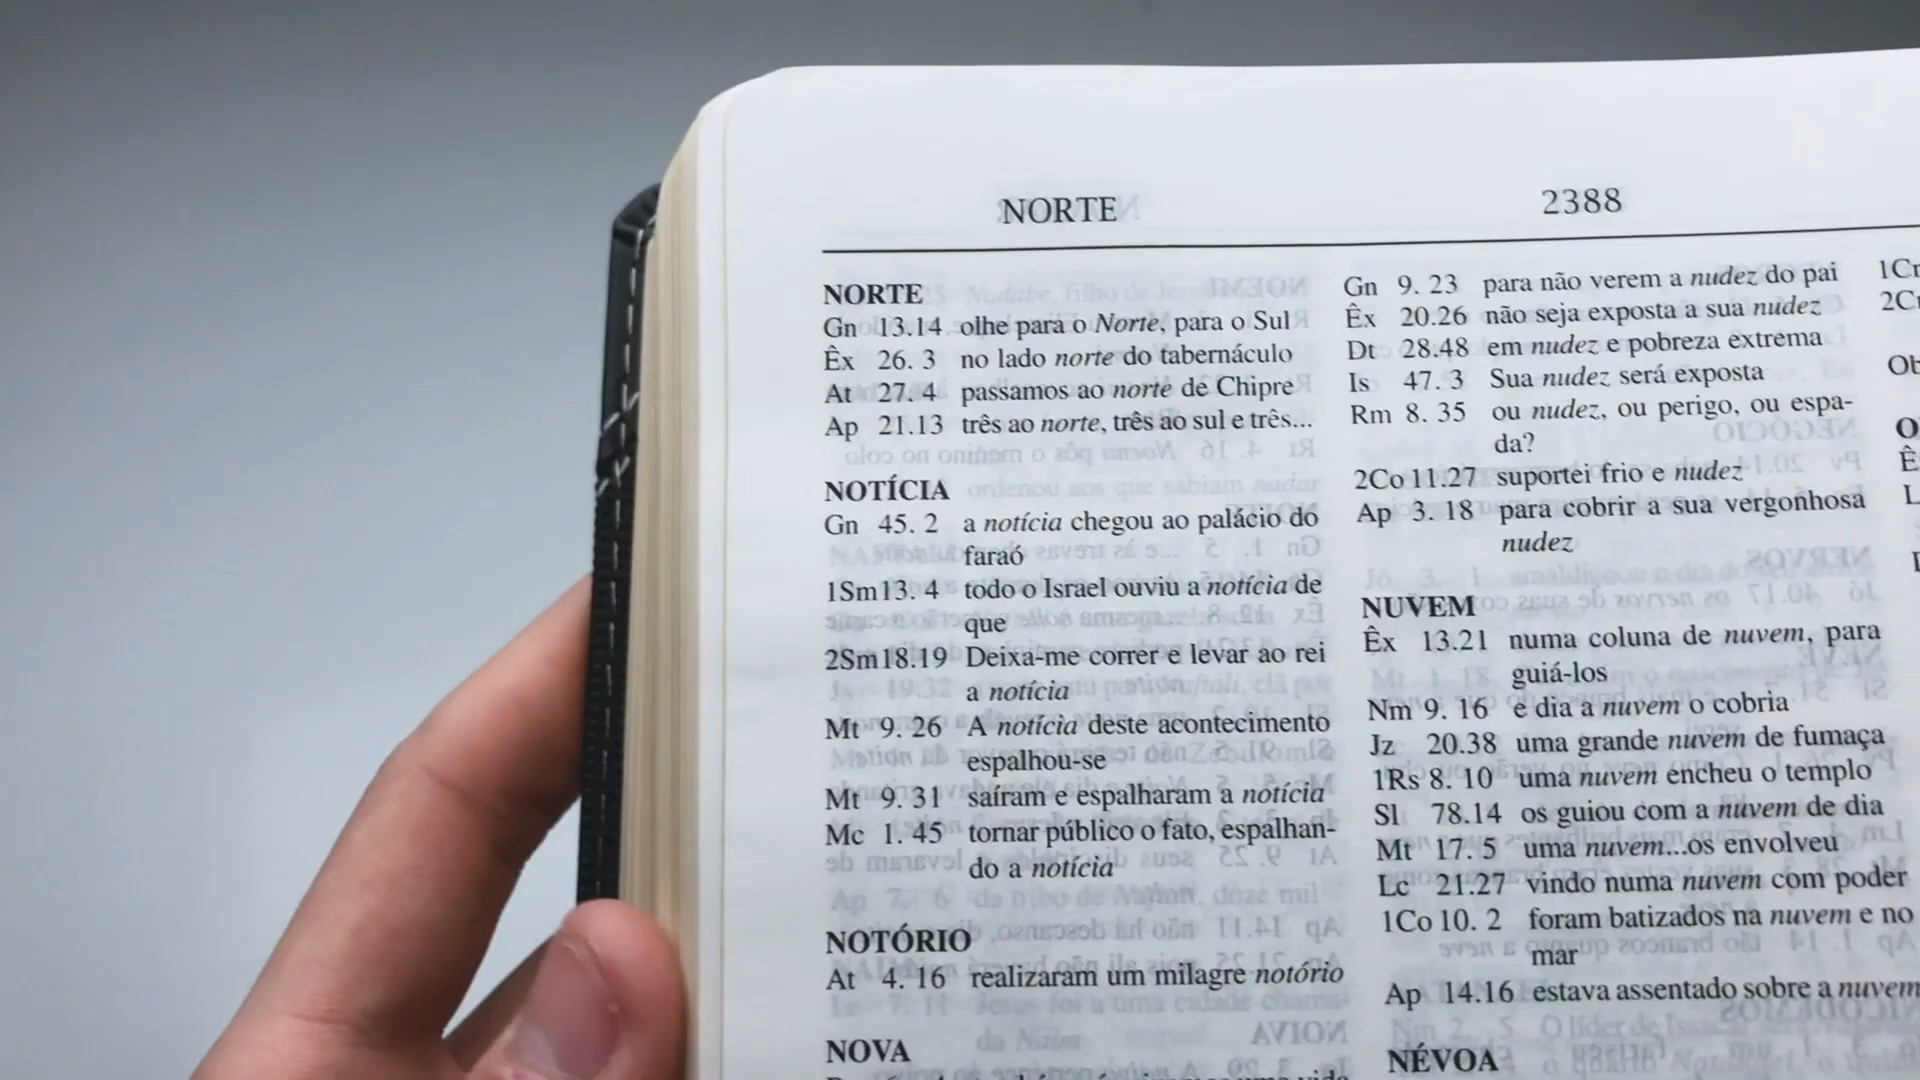 NORTE
2388
NORTE
Gn 13.14 olhe para o Norte, para o Sul
Êx 26. 3 no lado norte do tabernáculo
At 27. 4 passamos ao norte de Chipre
Ap 21.13 três ao norte, três ao sul e três...
NOTÍCIA
Gn 45. 2 a notícia chegou ao palácio do
faraó
1Sm 13. 4 todo o Israel ouviu a notícia de
que
2Sm 18.19 Deixa-me correr e levar ao rei
a notícia
Mt 9. 26 A notícia deste acontecimento
espalhou-se
Mt 9. 31 saíram e espalharam a notícia
Mc 1. 45 tornar público o fato, espalhan-
do a notícia
NOTÓRIO
At 4. 16 realizaram um milagre notório
NOVA
Gn 9. 23 para não verem a nudez do pai
Êx 20.26 não seja exposta a sua nudez
Dt 28.48 em nudez e pobreza extrema
Is 47. 3 Sua nudez será exposta
Rm 8. 35 ou nudez, ou perigo, ou espa-
da?
2Co 11.27 suportei frio e nudez
Ap 3. 18 para cobrir a sua vergonhosa
nudez
NUVEM
Êx 13.21 numa coluna de nuvem, para
guiá-los
Nm 9. 16 e dia a nuvem o cobria
Jz 20.38 uma grande nuvem de fumaça
1Rs 8. 10 uma nuvem encheu o templo
Sl 78.14 os guiou com a nuvem de dia
Mt 17. 5 uma nuvem...os envolveu
Lc 21.27 vindo numa nuvem com poder
1Co 10. 2 foram batizados na nuvem e no
mar
Ap 14.16 estava assentado sobre a nuvem
NÉVOA
1Cr
2Cr
Ob